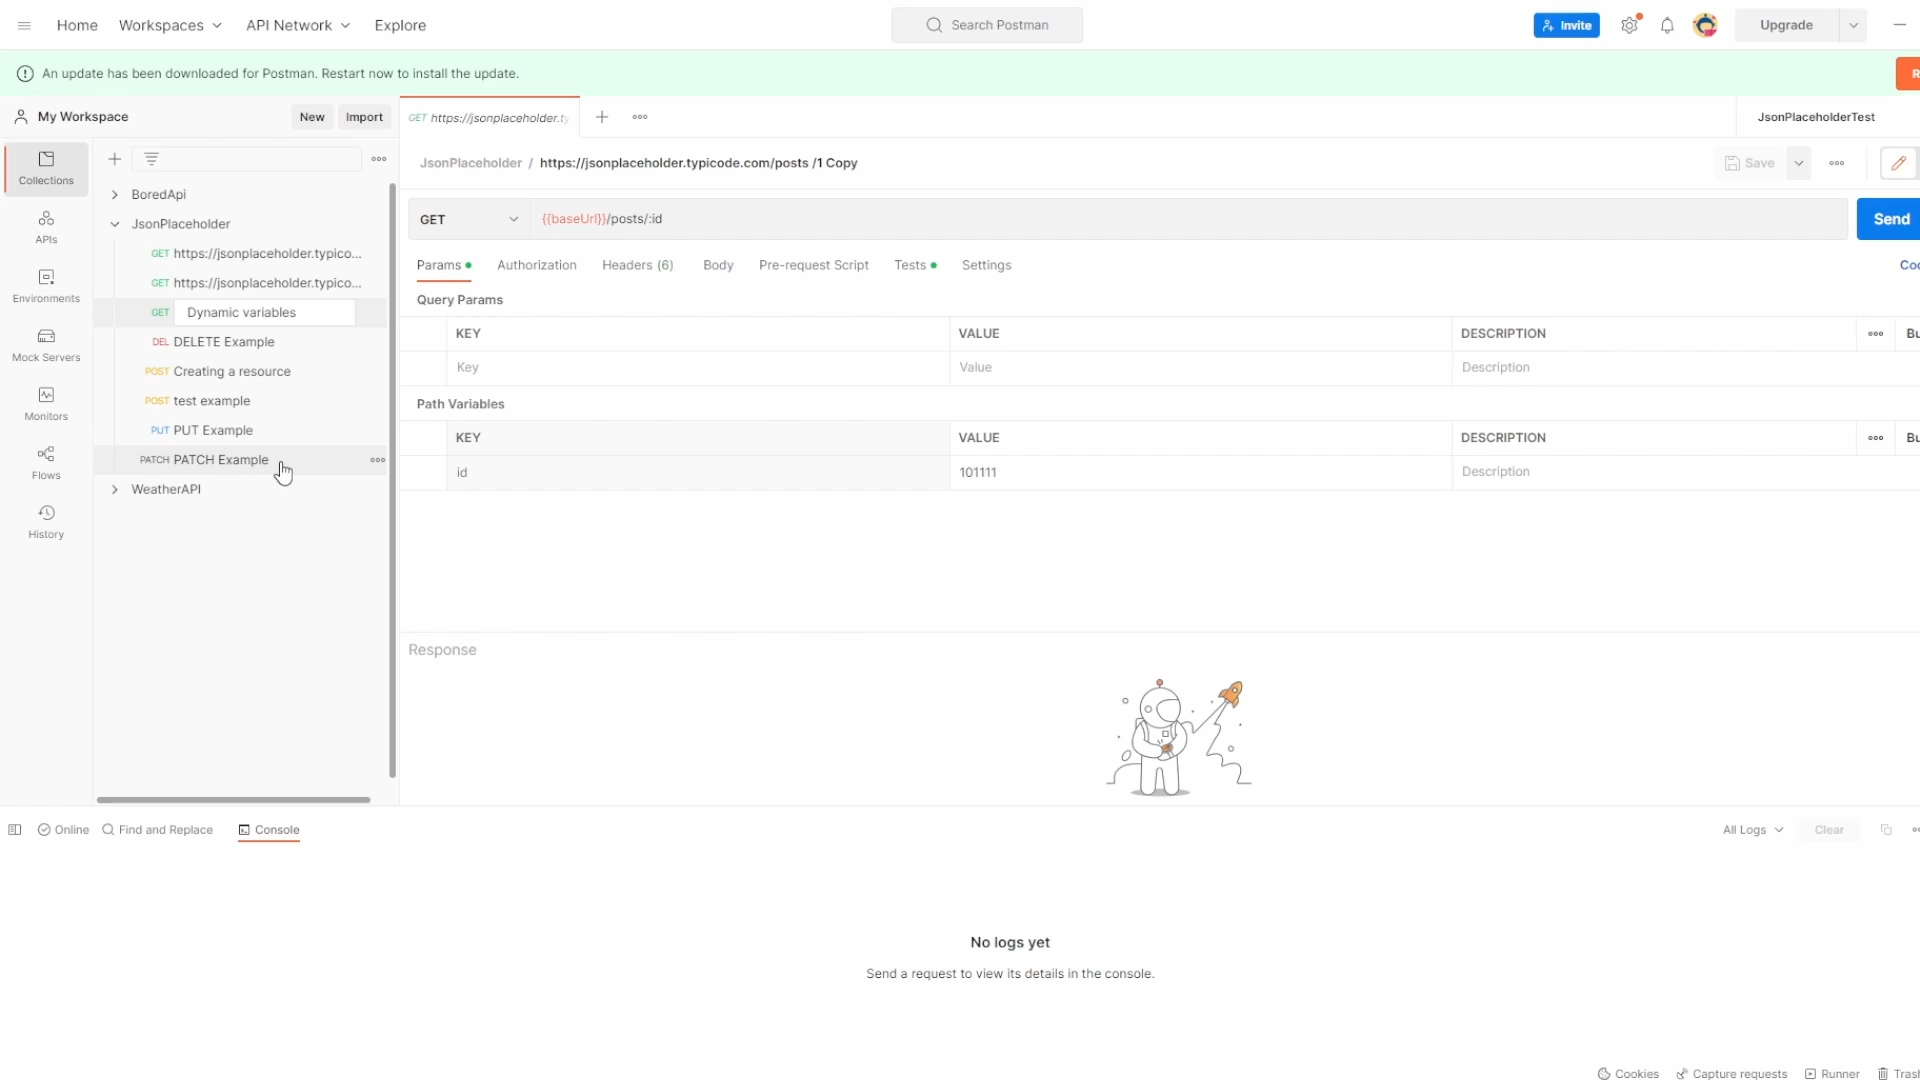 Home Workspaces API Network Explore Search Postman Invite Upgrade
An update has been downloaded for Postman. Restart now to install the update.
My Workspace New Import GET https://jsonplaceholder.ty JsonPlaceholderTest
Collections
APIs
Environments
Mock Servers
Monitors
Flows
History
BoredApi
JsonPlaceholder
GET https://jsonplaceholder.typico...
GET https://jsonplaceholder.typico...
GET Dynamic variables
DEL DELETE Example
POST Creating a resource
POST test example
PUT PUT Example
PATCH PATCH Example
WeatherAPI
JsonPlaceholder / https://jsonplaceholder.typicode.com/posts /1 Copy Save
GET {{baseUrl}}/posts/:id Send
Params Authorization Headers (6) Body Pre-request Script Tests Settings Coo
Query Params
KEY VALUE DESCRIPTION Bu
Key Value Description
Path Variables
KEY VALUE DESCRIPTION Bu
id 101111 Description
Response
Online Find and Replace Console All Logs Clear
No logs yet
Send a request to view its details in the console.
Cookies Capture requests Runner Trash